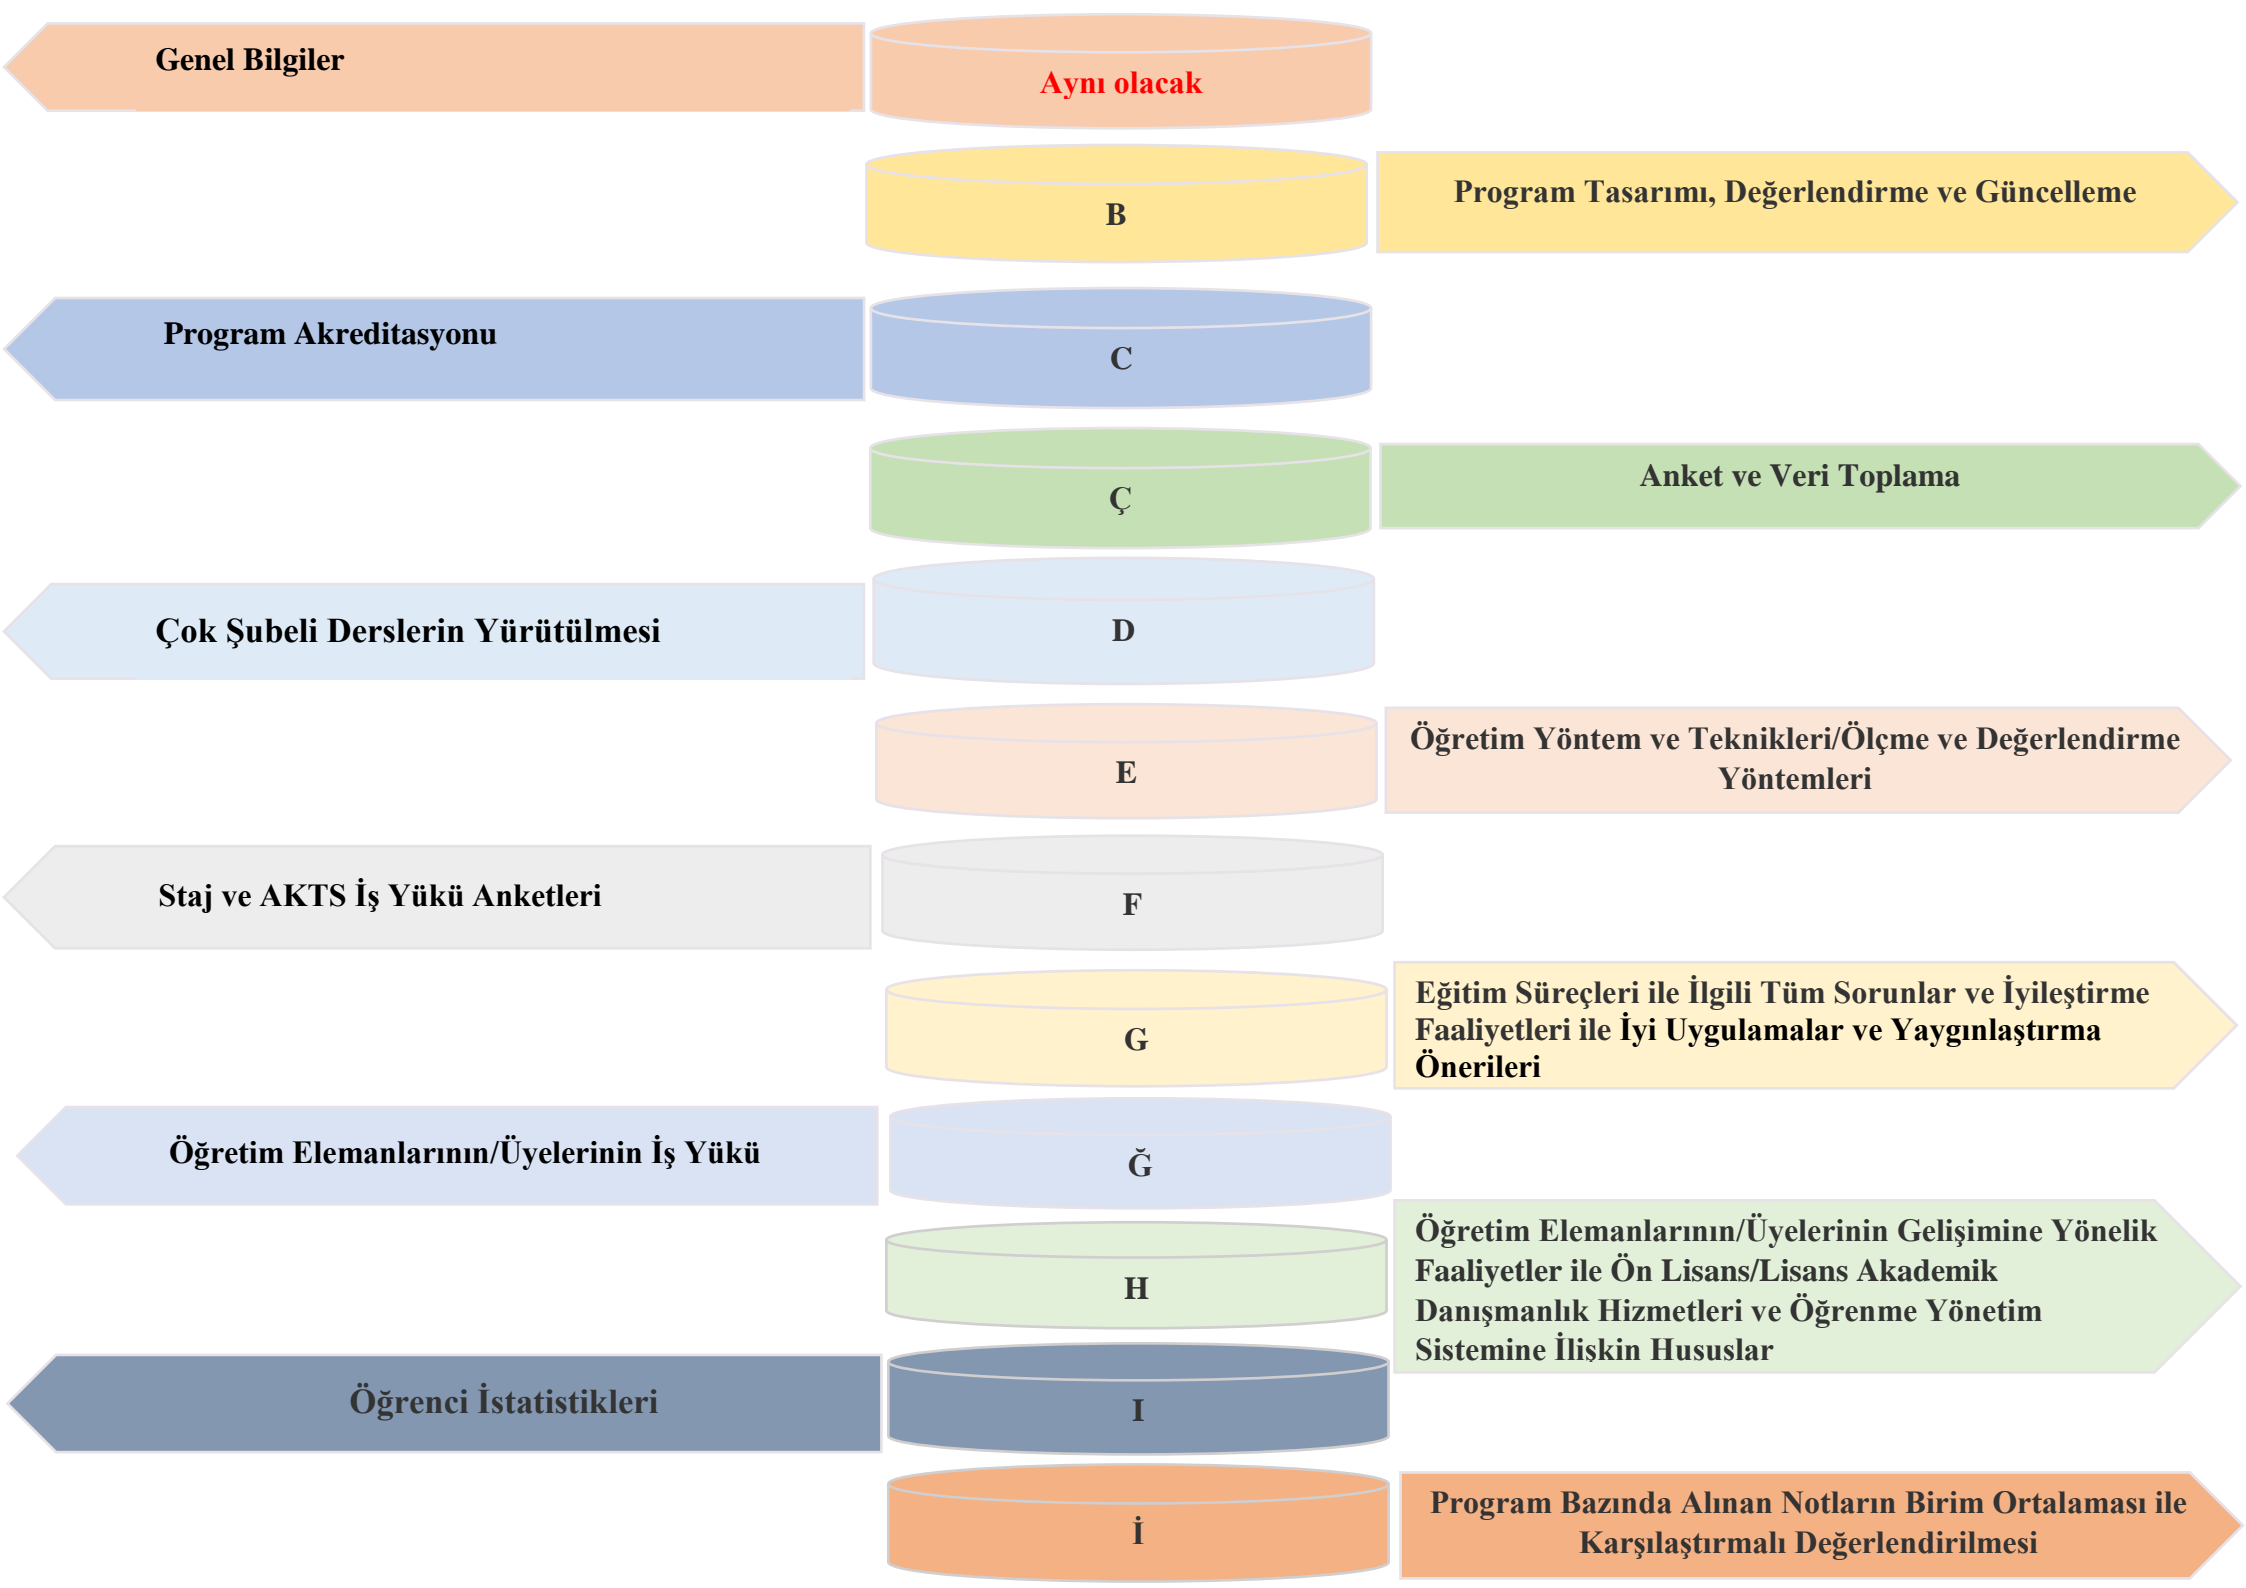 Genel Bilgiler
Aynı olacak
B
Program Tasarımı, Değerlendirme ve Güncelleme
Program Akreditasyonu
C
Ç
Anket ve Veri Toplama
Çok Şubeli Derslerin Yürütülmesi
D
E
Öğretim Yöntem ve Teknikleri/Ölçme ve Değerlendirme
Yöntemleri
Staj ve AKTS İş Yükü Anketleri
F
G
Eğitim Süreçleri ile İlgili Tüm Sorunlar ve İyileştirme
Faaliyetleri ile İyi Uygulamalar ve Yaygınlaştırma
Önerileri
Öğretim Elemanlarının/Üyelerinin İş Yükü
Ğ
H
Öğretim Elemanlarının/Üyelerinin Gelişimine Yönelik
Faaliyetler ile Ön Lisans/Lisans Akademik
Danışmanlık Hizmetleri ve Öğrenme Yönetim
Sistemine İlişkin Hususlar
Öğrenci İstatistikleri
I
İ
Program Bazında Alınan Notların Birim Ortalaması ile
Karşılaştırmalı Değerlendirilmesi